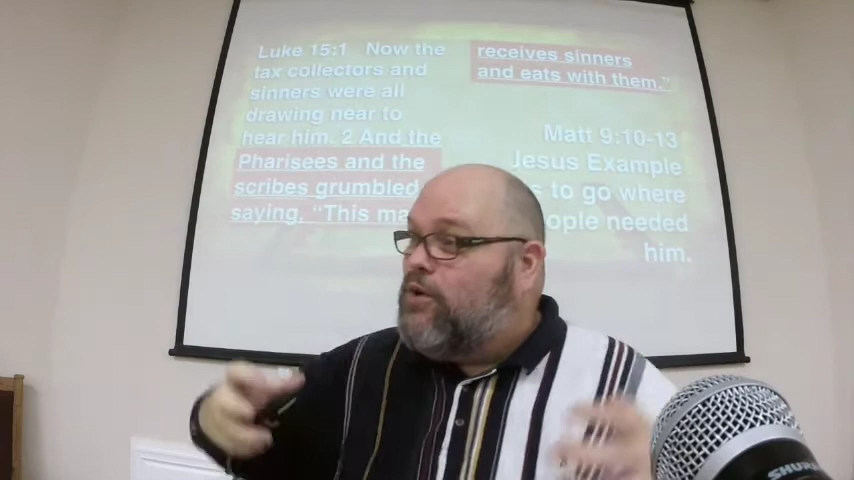 Luke 15:1 Now the
tax collectors and
sinners were all
drawing near to
hear him. 2 And the
Pharisees and the
scribes grumbled
saying, "This
receives sinners
and eats with them."
Matt 9:10-13
Jesus Example
to go where
needed
him.
SHURE